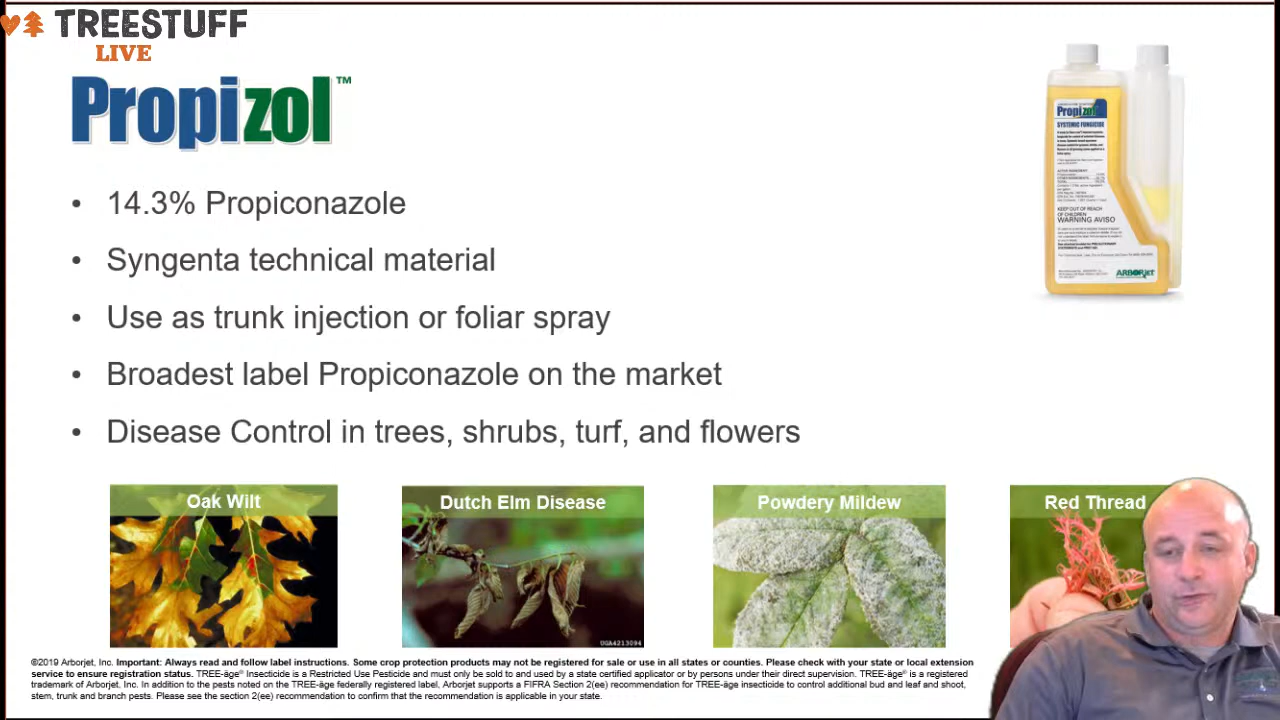 TREESTUFF
LIVE
Propizol™
• 14.3% Propiconazole
• Syngenta technical material
• Use as trunk injection or foliar spray
• Broadest label Propiconazole on the market
• Disease Control in trees, shrubs, turf, and flowers
Propizol
SYSTEMIC FUNGICIDE
KEEP OUT OF REACH
OF CHILDREN
WARNING AVISO
ARBORjet
Oak Wilt
Dutch Elm Disease
Powdery Mildew
Red Thread
UGA4213094
©2019 Arborjet, Inc. Important: Always read and follow label instructions. Some crop protection products may not be registered for sale or use in all states or counties. Please check with your state or local extension
service to ensure registration status. TREE-äge® Insecticide is a Restricted Use Pesticide and must only be sold to and used by a state certified applicator or by persons under their direct supervision. TREE-äge® is a registered
trademark of Arborjet, Inc. In addition to the pests noted on the TREE-äge federally registered label, Arborjet supports a FIFRA Section 2(ee) recommendation for TREE-äge insecticide to control additional bud and leaf and shoot,
stem, trunk and branch pests. Please see the section 2(ee) recommendation to confirm that the recommendation is applicable in your state.